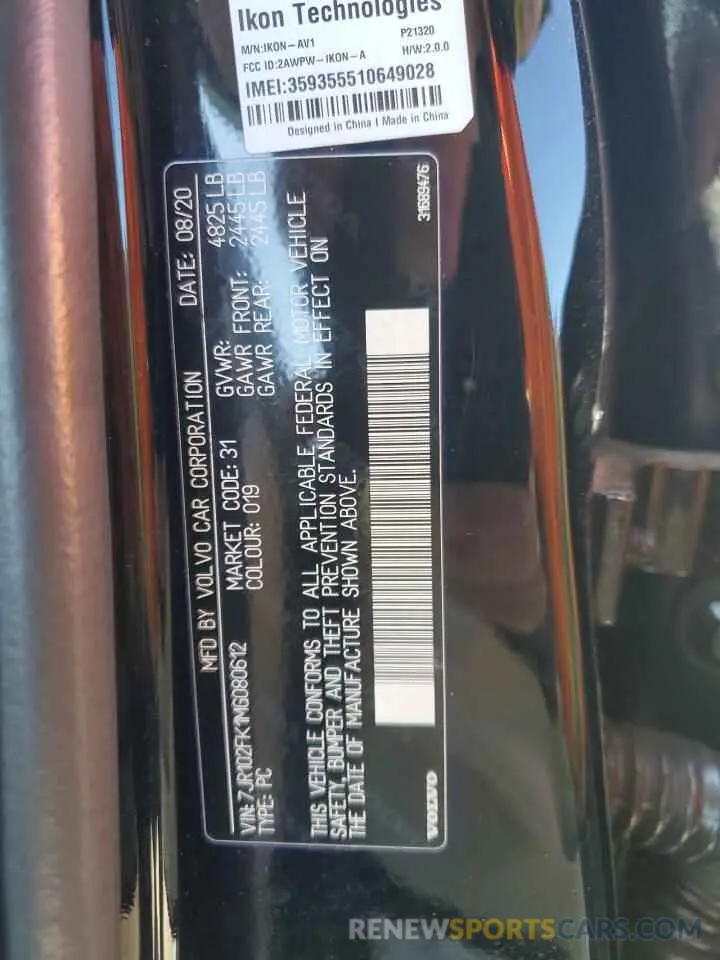 Ikon Technologies
M/N:IKON-AV1 P21320
FCC ID:2AWPW-IKON-A H/W:2.0.0
IMEI:359355510649028
Designed in China I Made in China
MFD BY VOLVO CAR CORPORATION DATE: 08/20
GVWR: 4825 LB
VIN: 7JR102FK1MG080612 MARKET CODE: 31 GAWR FRONT: 2445 LB
TYPE: PC COLOUR: 019 GAWR REAR: 2445 LB
THIS VEHICLE CONFORMS TO ALL APPLICABLE FEDERAL MOTOR VEHICLE
SAFETY, BUMPER AND THEFT PREVENTION STANDARDS IN EFFECT ON
THE DATE OF MANUFACTURE SHOWN ABOVE.
VOLVO 31689476
RENEWSPORTSCARS.COM